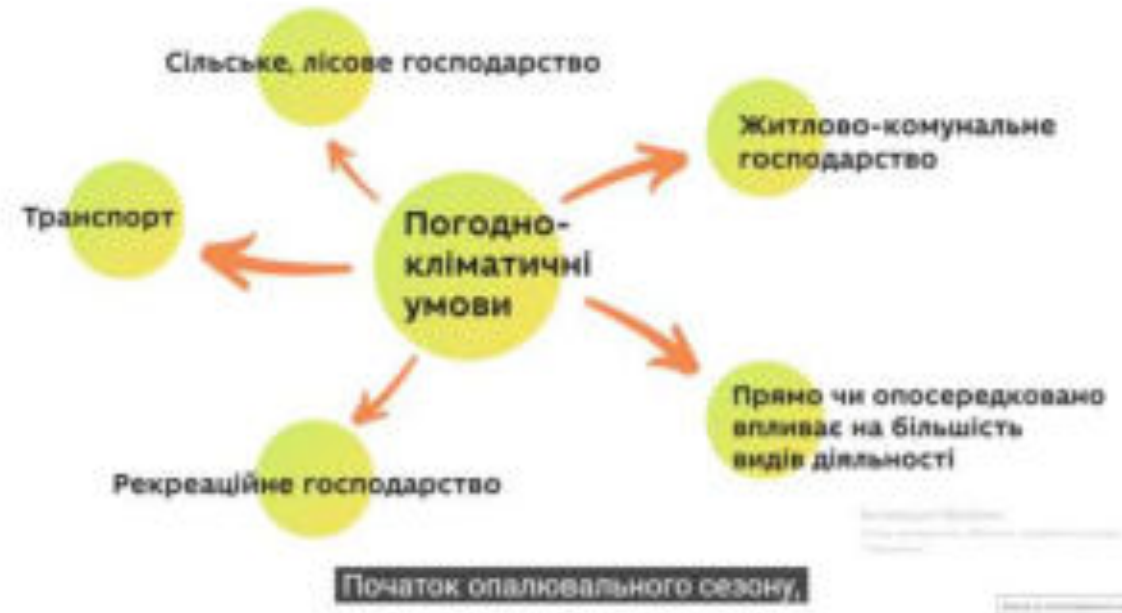 Сільське, лісове господарство
Житлово-комунальне
господарство
Транспорт
Погодно-
кліматичні
умови
Прямо чи опосередковано
впливає на більшість
видів діяльності
Рекреаційне господарство
Початок опалювального сезону,